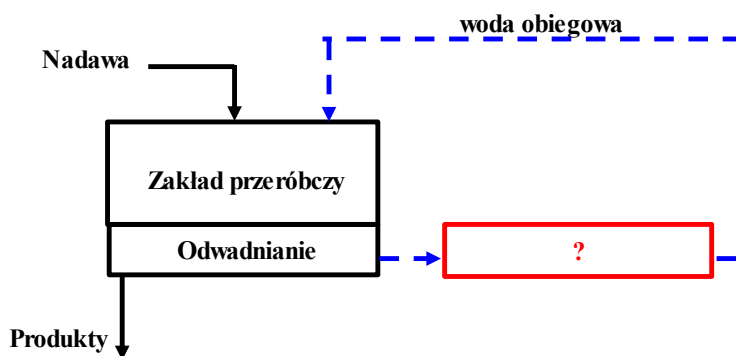 woda obiegowa
Nadawa
Zakład przeróbczy
Odwadnianie
?
Produkty